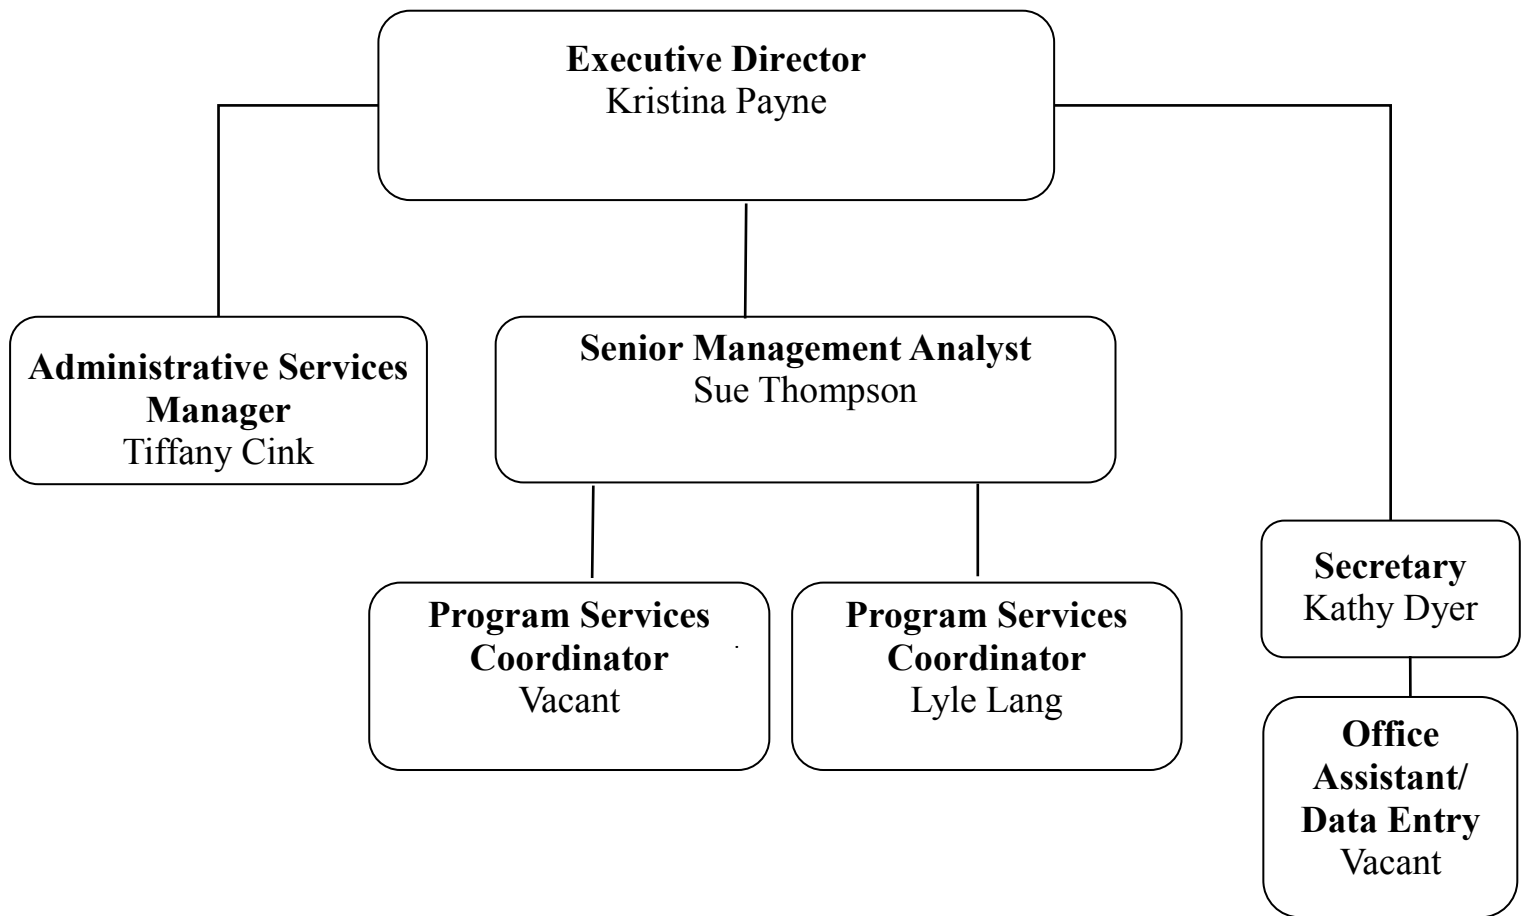 Executive Director
Kristina Payne
Administrative Services
Manager
Tiffany Cink
Senior Management Analyst
Sue Thompson
Program Services
Coordinator
Vacant
Program Services
Coordinator
Lyle Lang
Secretary
Kathy Dyer
Office
Assistant/
Data Entry
Vacant